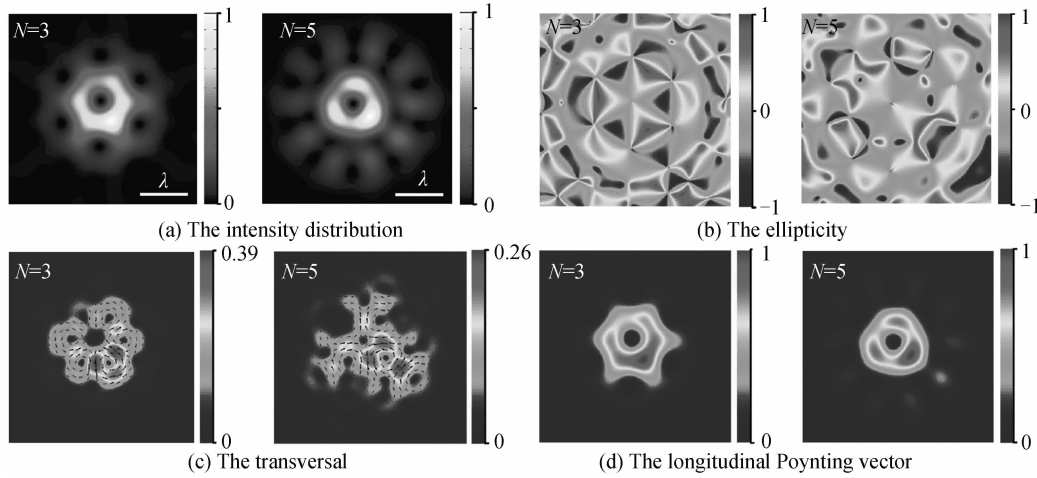 N=3
1
0
λ
N=5
1
0
λ
N=3
1
0
−1
N=5
1
0
−1
(a) The intensity distribution
(b) The ellipticity
N=3
0.39
0
N=5
0.26
0
N=3
1
0
N=5
1
0
(c) The transversal
(d) The longitudinal Poynting vector